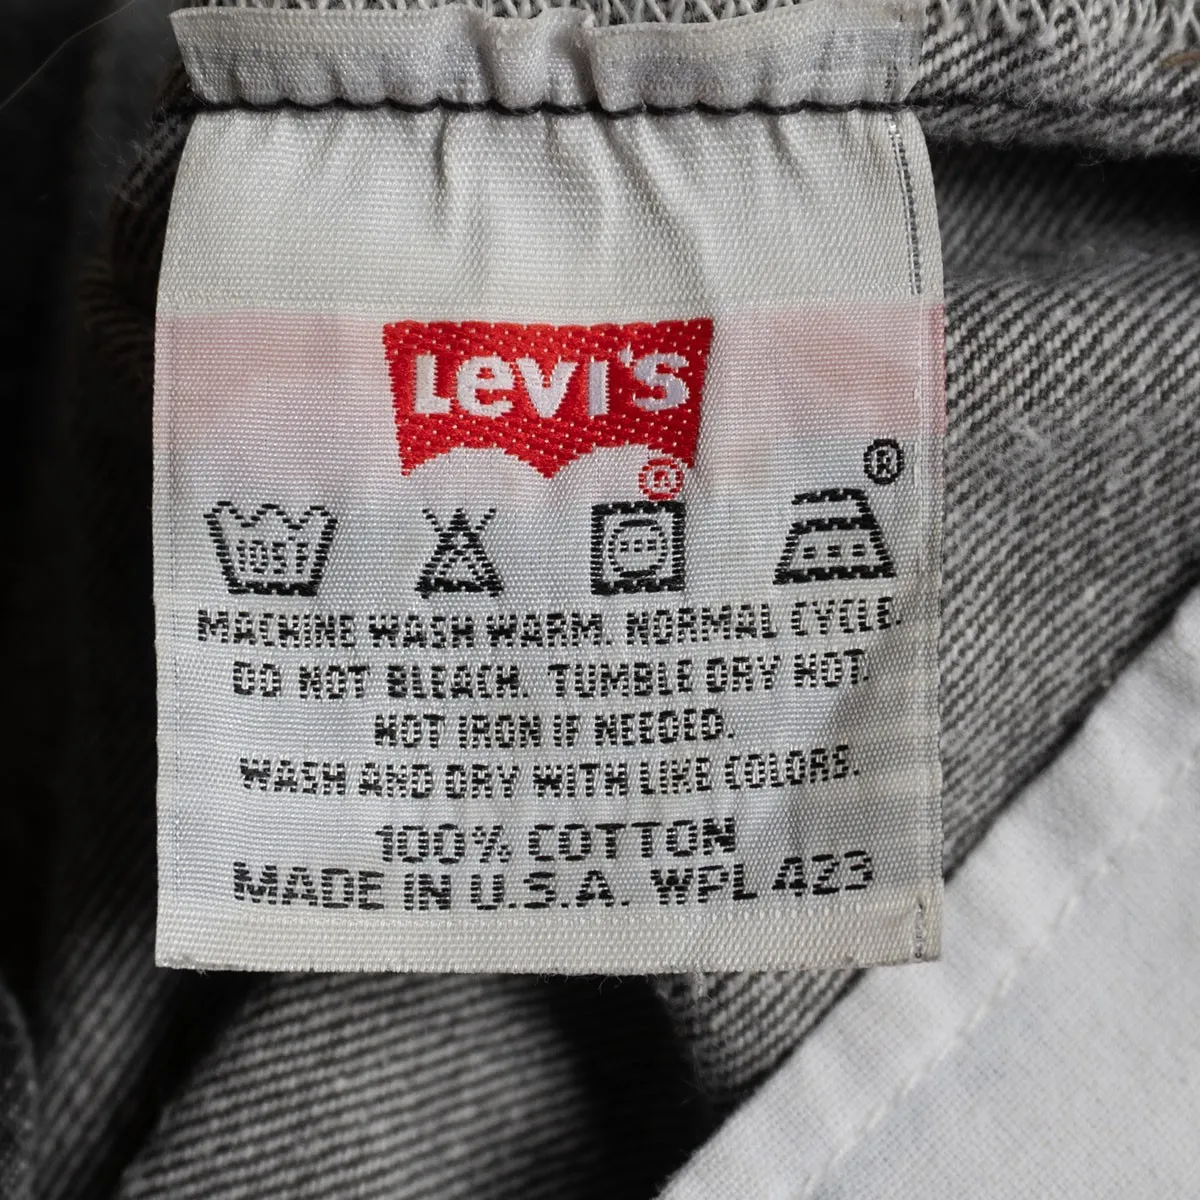 Levi's
®
®
105F
MACHINE WASH WARM. NORMAL CYCLE.
DO NOT BLEACH. TUMBLE DRY HOT.
HOT IRON IF NEEDED.
WASH AND DRY WITH LIKE COLORS.
100% COTTON
MADE IN U.S.A. WPL 423